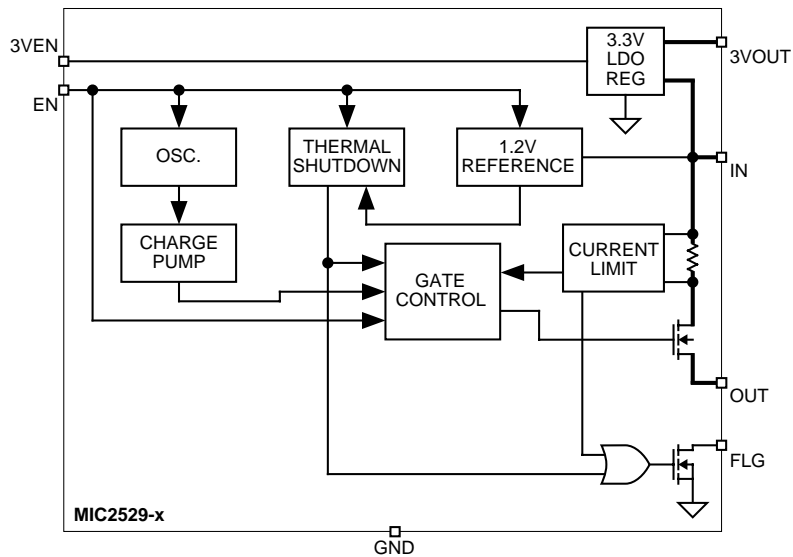 3VEN
3.3V
LDO
REG
3VOUT
EN
OSC.
THERMAL
SHUTDOWN
1.2V
REFERENCE
IN
CHARGE
PUMP
GATE
CONTROL
CURRENT
LIMIT
OUT
FLG
MIC2529-x
GND